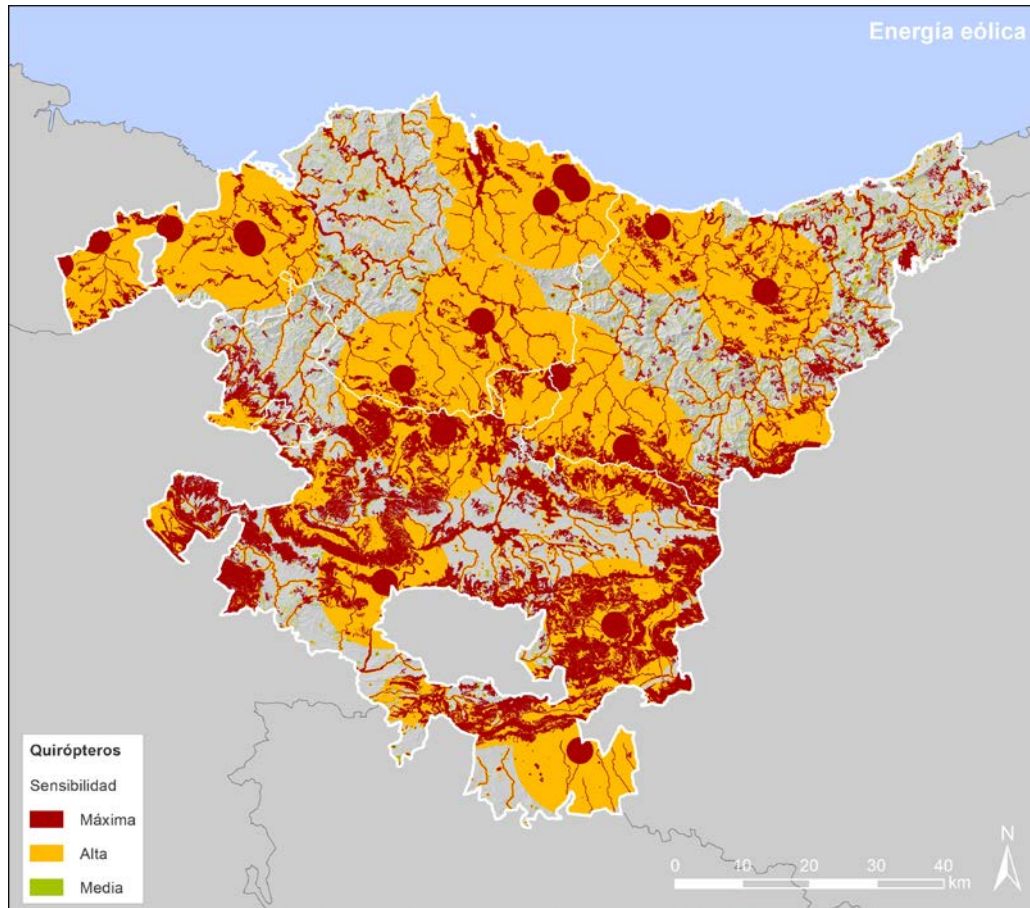 Energía eólica
Quirópteros
Sensibilidad
Máxima
Alta
Media
N
0 10 20 30 40
km